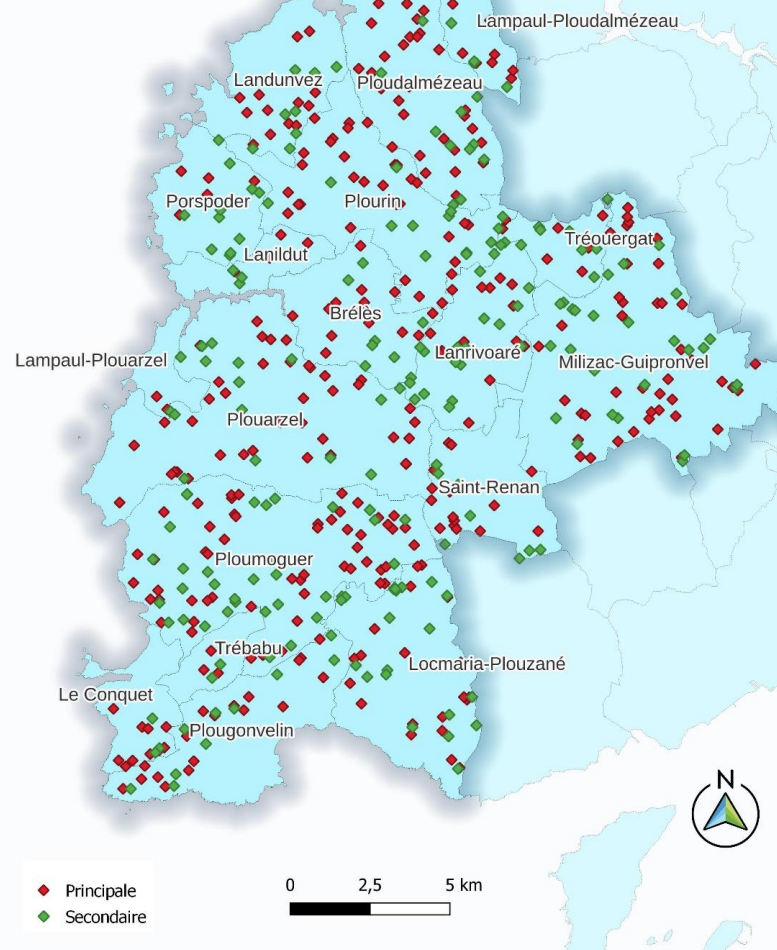 Lampaul-Ploudalmézeau
Landunvez
Ploudalmézeau
Porspoder
Plourin
Tréouergat
Lanildut
Brélès
Lampaul-Plouarzel
Lanrivoaré
Milizac-Guipronvel
Plouarzel
Saint-Renan
Ploumoguer
Trébabu
Locmaria-Plouzané
Le Conquet
Plougonvelin
N
Principale
Secondaire
0 2,5 5 km